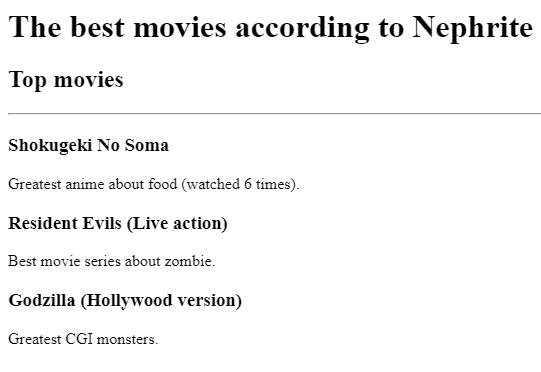 The best movies according to Nephrite
Top movies
Shokugeki No Soma
Greatest anime about food (watched 6 times).
Resident Evils (Live action)
Best movie series about zombie.
Godzilla (Hollywood version)
Greatest CGI monsters.